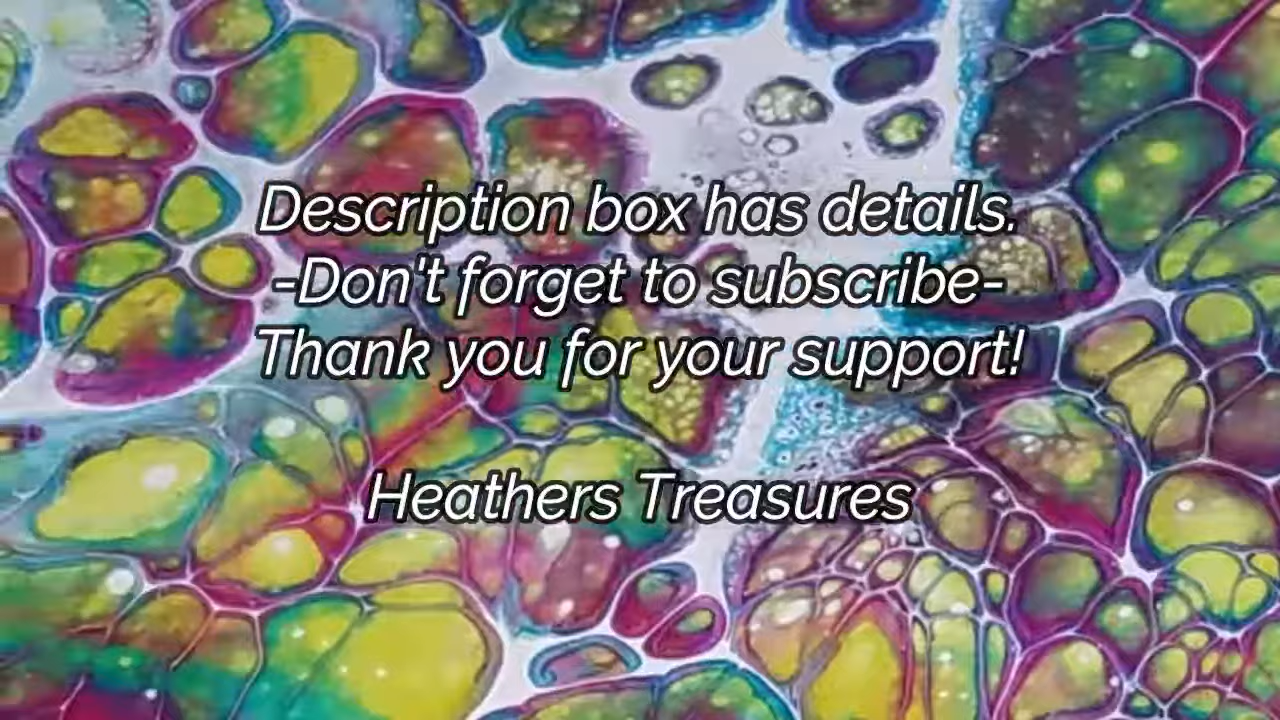 Description box has details.
-Don't forget to subscribe-
Thank you for your support!
Heathers Treasures